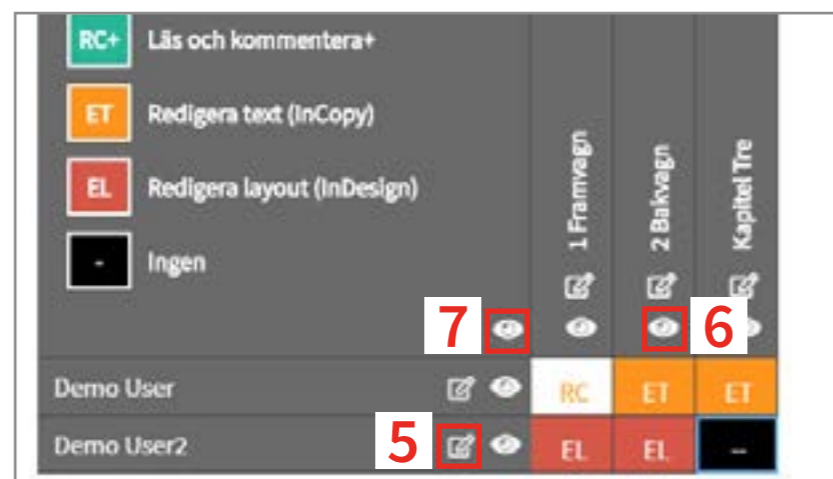 RC+ Läs och kommentera+
ET Redigera text (InCopy)
EL Redigera layout (InDesign)
- Ingen
1 Framvagn
2 Bakvagn
Kapitel Tre
7
6
Demo User RC ET ET
Demo User2 5 EL EL --